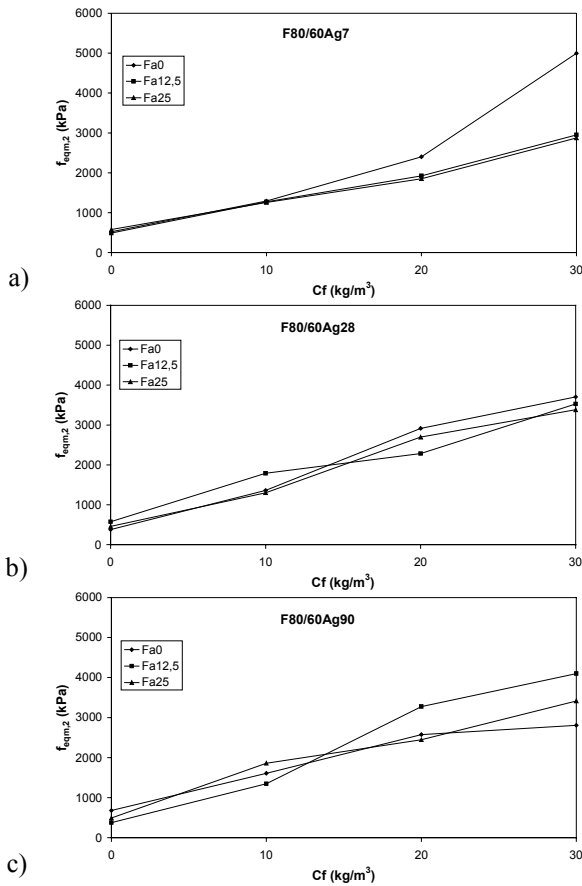 F80/60Ag7
6000
5000
4000
3000
2000
1000
0
f_eqm,2 (kPa)
Fa0
Fa12,5
Fa25
0 10 20 30
Cf (kg/m³)
a)
F80/60Ag28
6000
5000
4000
3000
2000
1000
0
f_eqm,2 (kPa)
Fa0
Fa12,5
Fa25
0 10 20 30
Cf (kg/m³)
b)
F80/60Ag90
6000
5000
4000
3000
2000
1000
0
f_eqm,2 (kPa)
Fa0
Fa12,5
Fa25
0 10 20 30
Cf (kg/m³)
c)